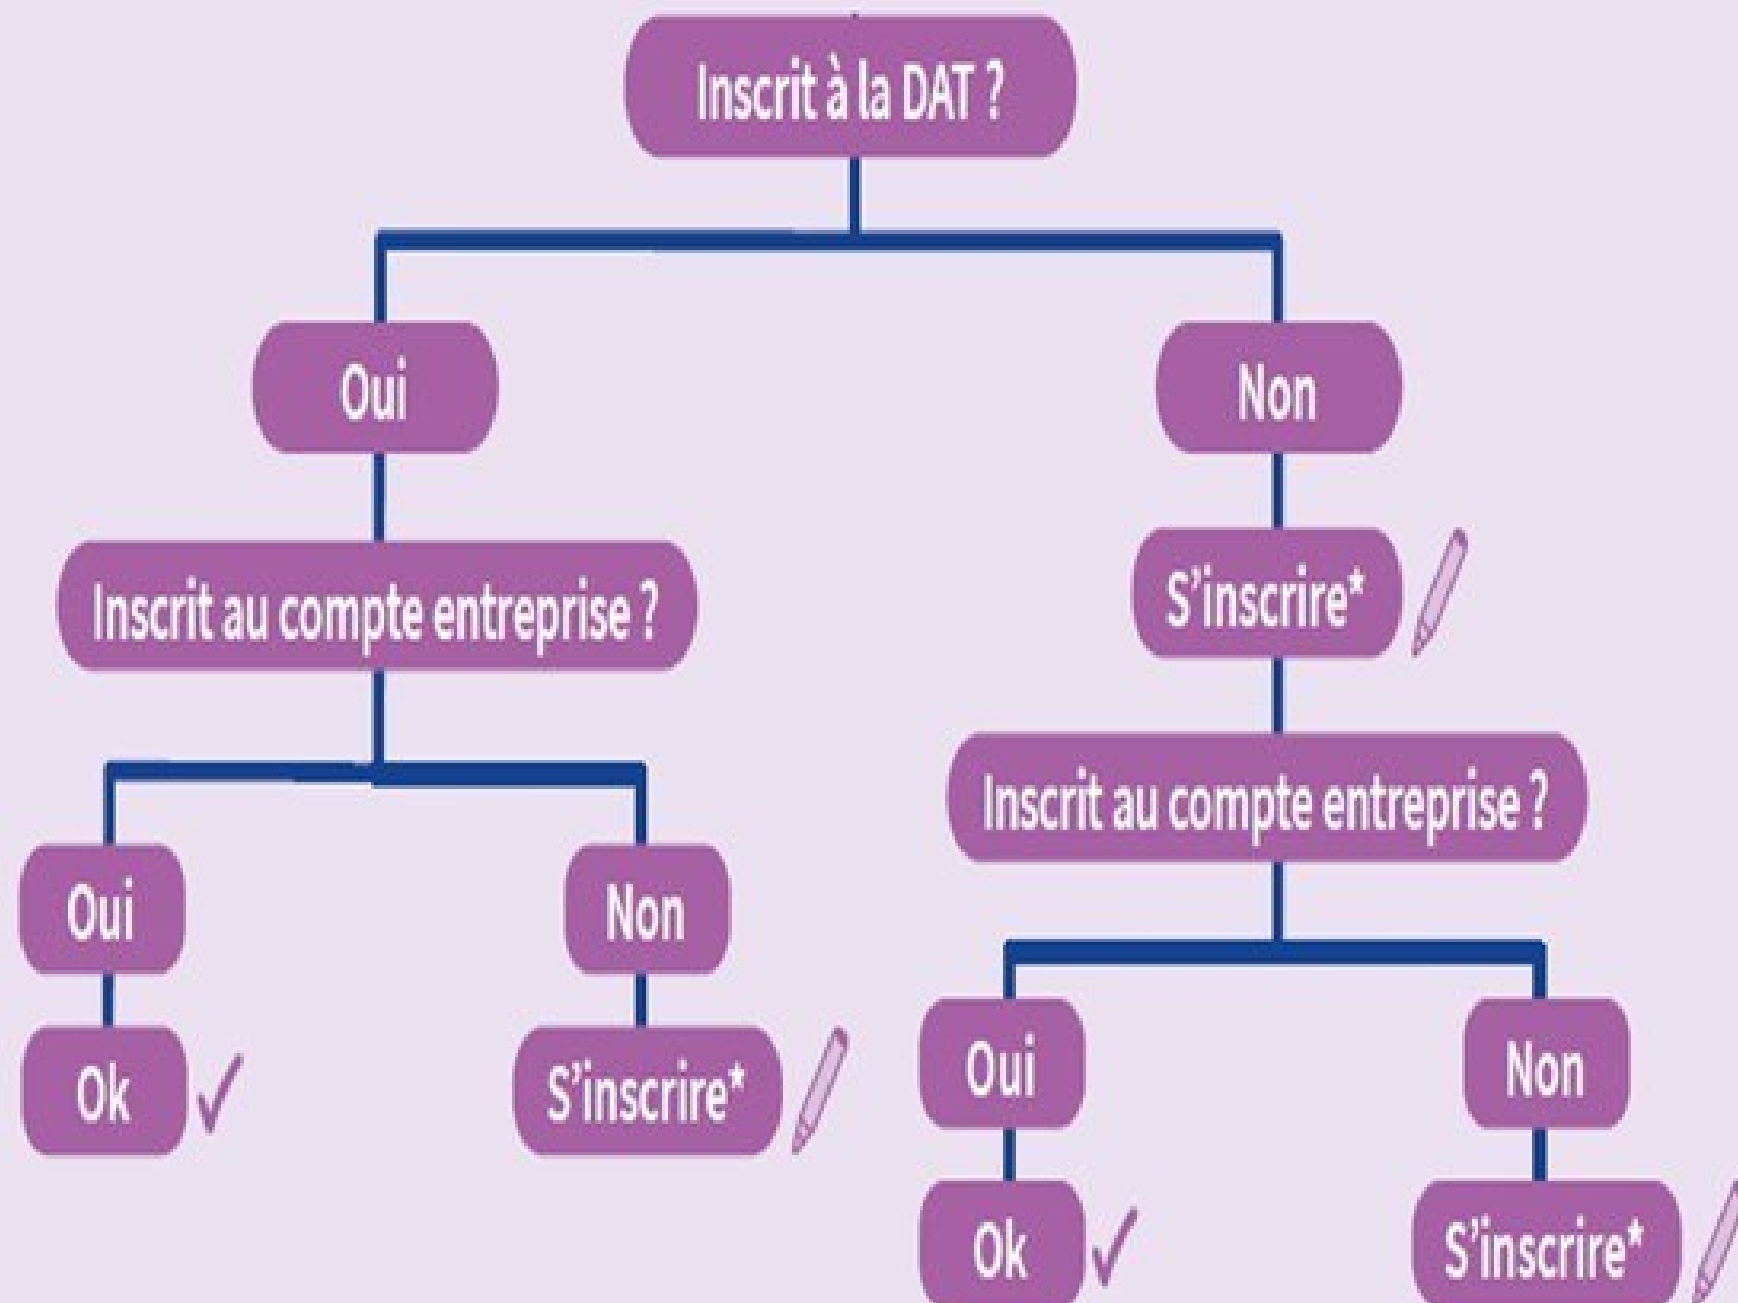 Inscrit à la DAT ?
Oui
Non
Inscrit au compte entreprise ?
S’inscrire*
Inscrit au compte entreprise ?
Oui
Non
Ok
S’inscrire*
Oui
Non
Ok
S’inscrire*